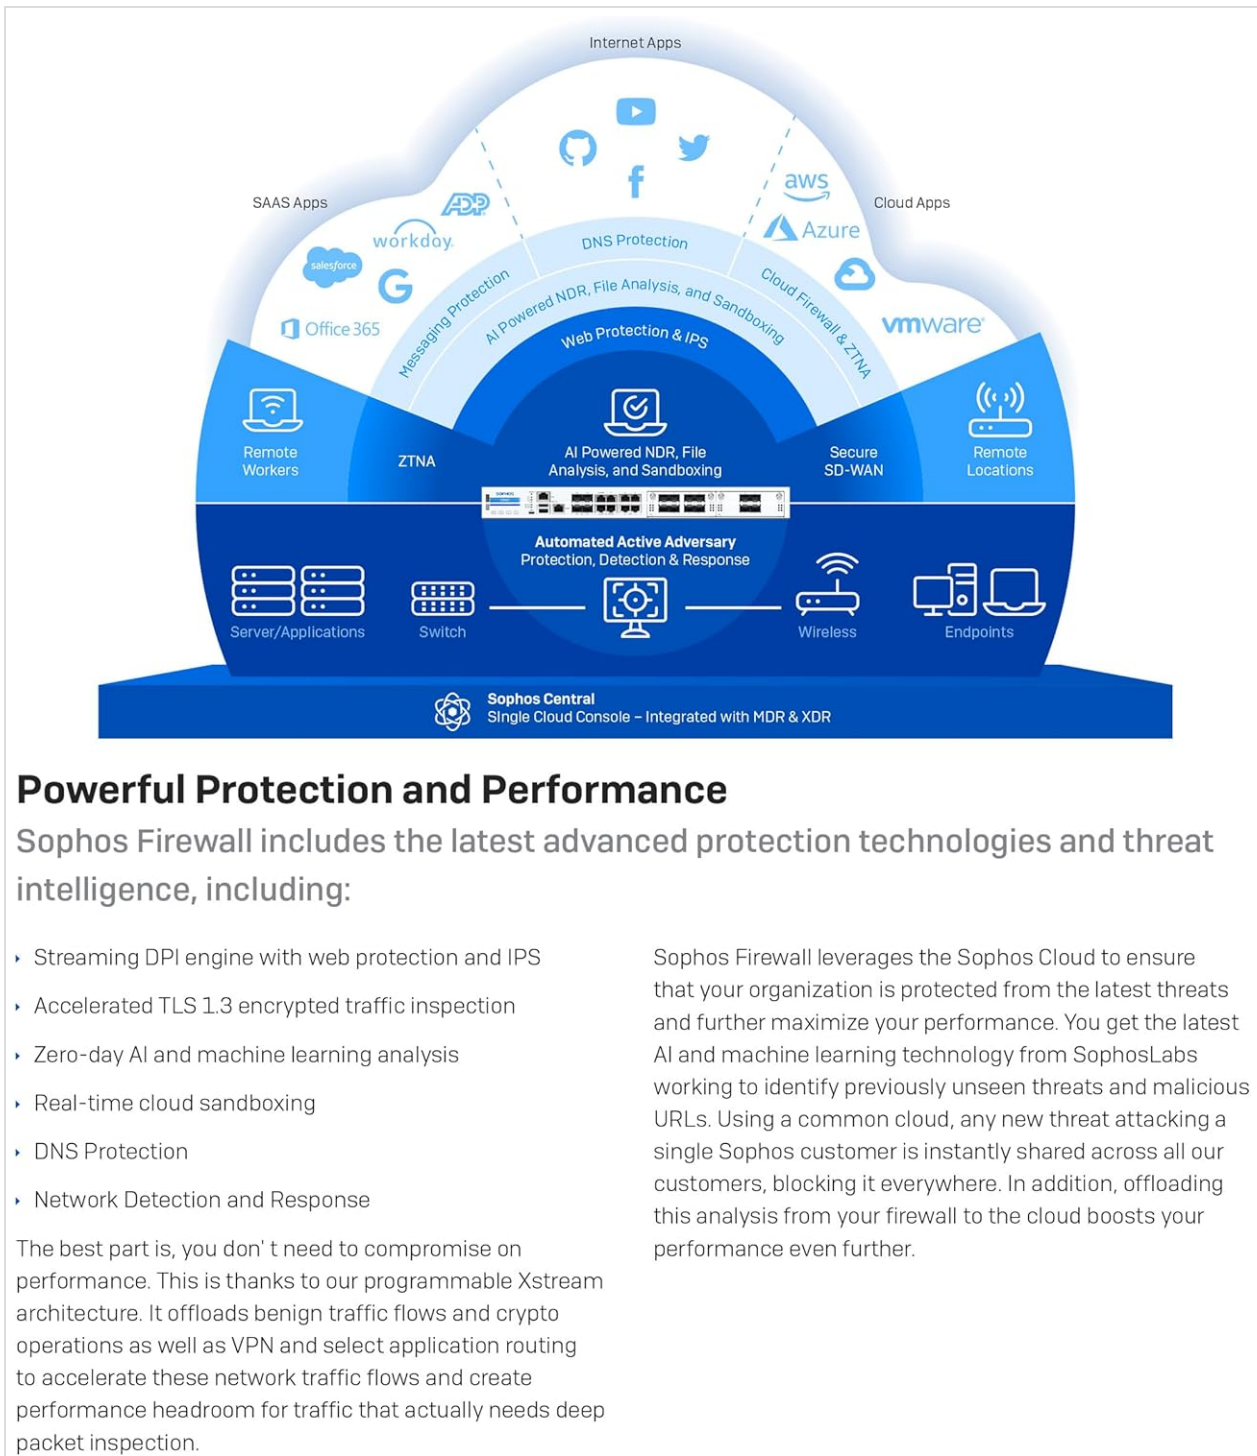 Internet Apps
SAAS Apps
Cloud Apps
ADP
workday.
salesforce
G
Office 365
f
aws
Azure
vmware
DNS Protection
Messaging Protection
AI Powered NDR, File Analysis, and Sandboxing
Cloud Firewall & ZTNA
Web Protection & IPS
Remote
Workers
ZTNA
AI Powered NDR, File
Analysis, and Sandboxing
Secure
SD-WAN
Remote
Locations
SOPHOS
Automated Active Adversary
Protection, Detection & Response
Server/Applications
Switch
Wireless
Endpoints
Sophos Central
Single Cloud Console – Integrated with MDR & XDR
Powerful Protection and Performance
Sophos Firewall includes the latest advanced protection technologies and threat
intelligence, including:
Streaming DPI engine with web protection and IPS
Accelerated TLS 1.3 encrypted traffic inspection
Zero-day AI and machine learning analysis
Real-time cloud sandboxing
DNS Protection
Network Detection and Response
The best part is, you don' t need to compromise on
performance. This is thanks to our programmable Xstream
architecture. It offloads benign traffic flows and crypto
operations as well as VPN and select application routing
to accelerate these network traffic flows and create
performance headroom for traffic that actually needs deep
packet inspection.
Sophos Firewall leverages the Sophos Cloud to ensure
that your organization is protected from the latest threats
and further maximize your performance. You get the latest
AI and machine learning technology from SophosLabs
working to identify previously unseen threats and malicious
URLs. Using a common cloud, any new threat attacking a
single Sophos customer is instantly shared across all our
customers, blocking it everywhere. In addition, offloading
this analysis from your firewall to the cloud boosts your
performance even further.